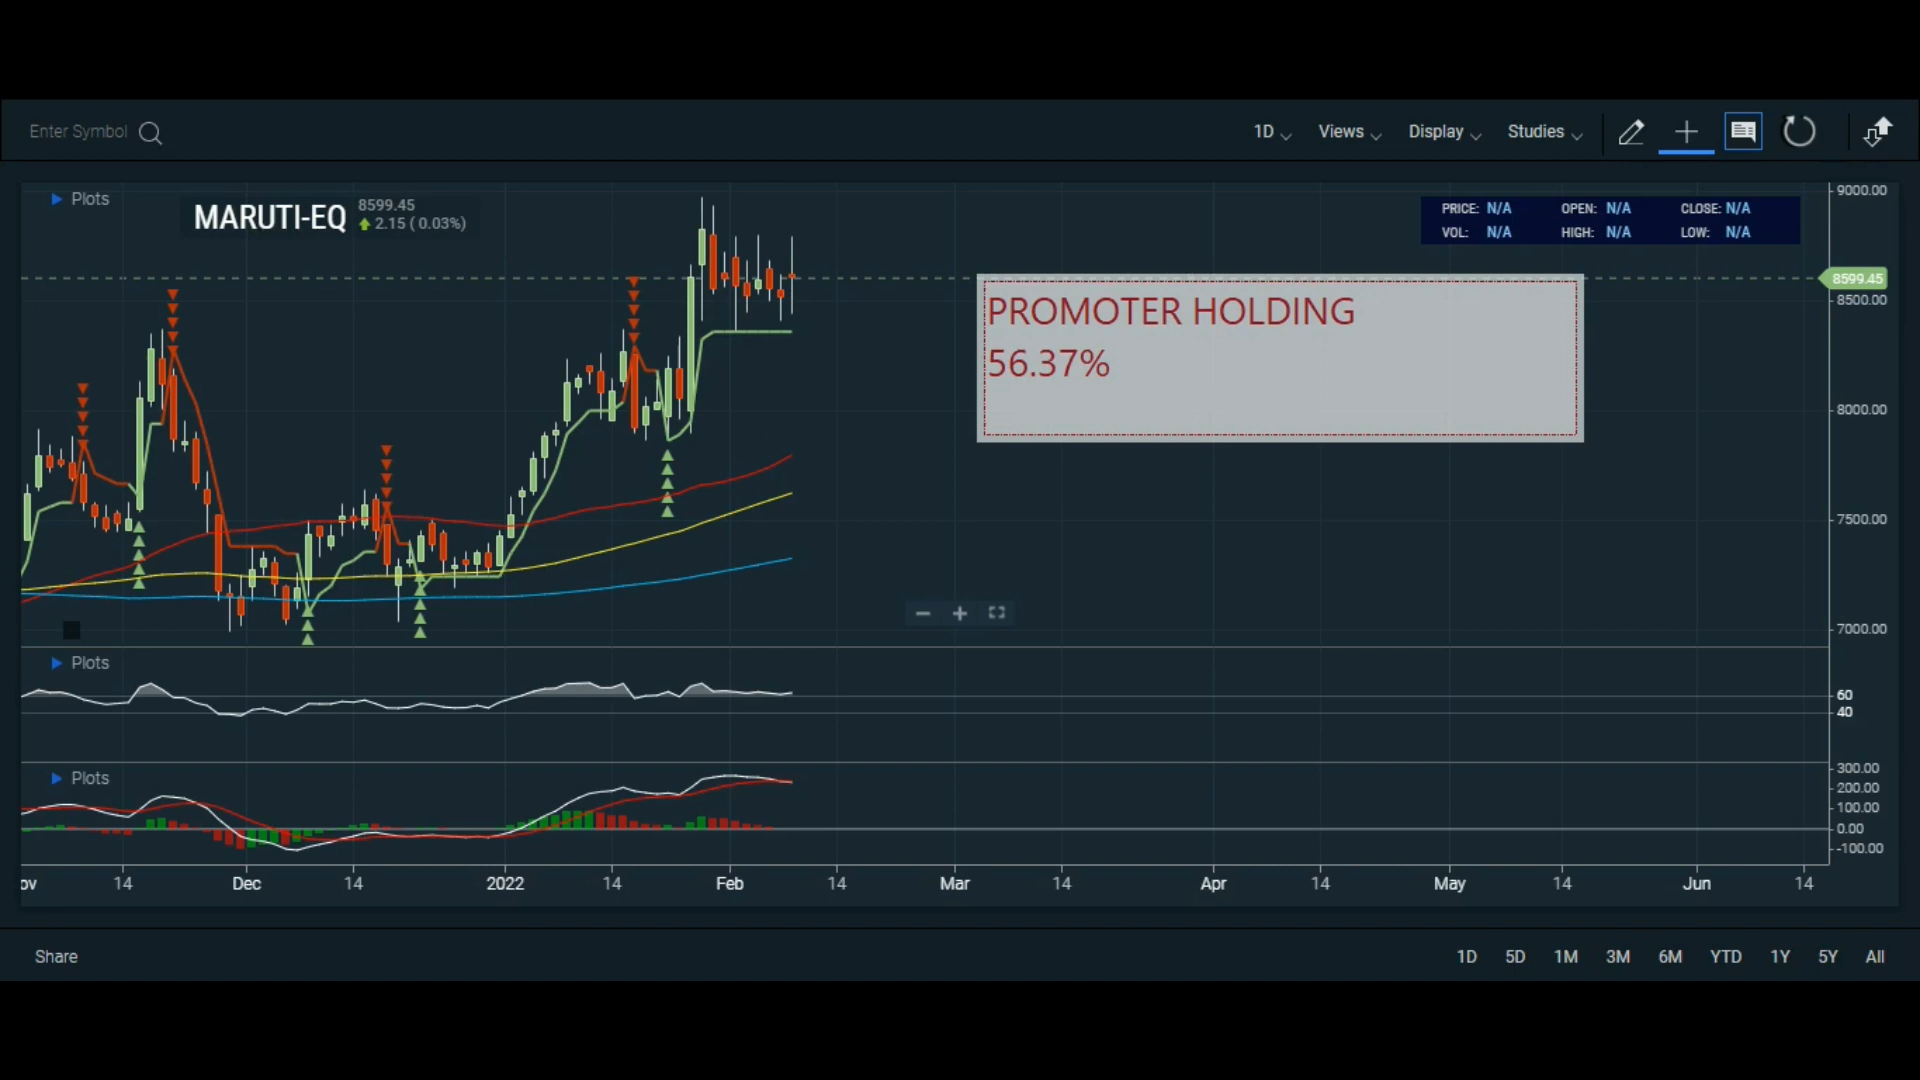 Enter Symbol
1D Views Display Studies
Plots
MARUTI-EQ 8599.45
2.15 ( 0.03%)
PRICE: N/A OPEN: N/A CLOSE: N/A
VOL: N/A HIGH: N/A LOW: N/A
9000.00
8599.45
8500.00
PROMOTER HOLDING
56.37%
8000.00
7500.00
7000.00
Plots
60
40
Plots
300.00
200.00
100.00
0.00
-100.00
ov 14 Dec 14 2022 14 Feb 14 Mar 14 Apr 14 May 14 Jun 14
Share
1D 5D 1M 3M 6M YTD 1Y 5Y All